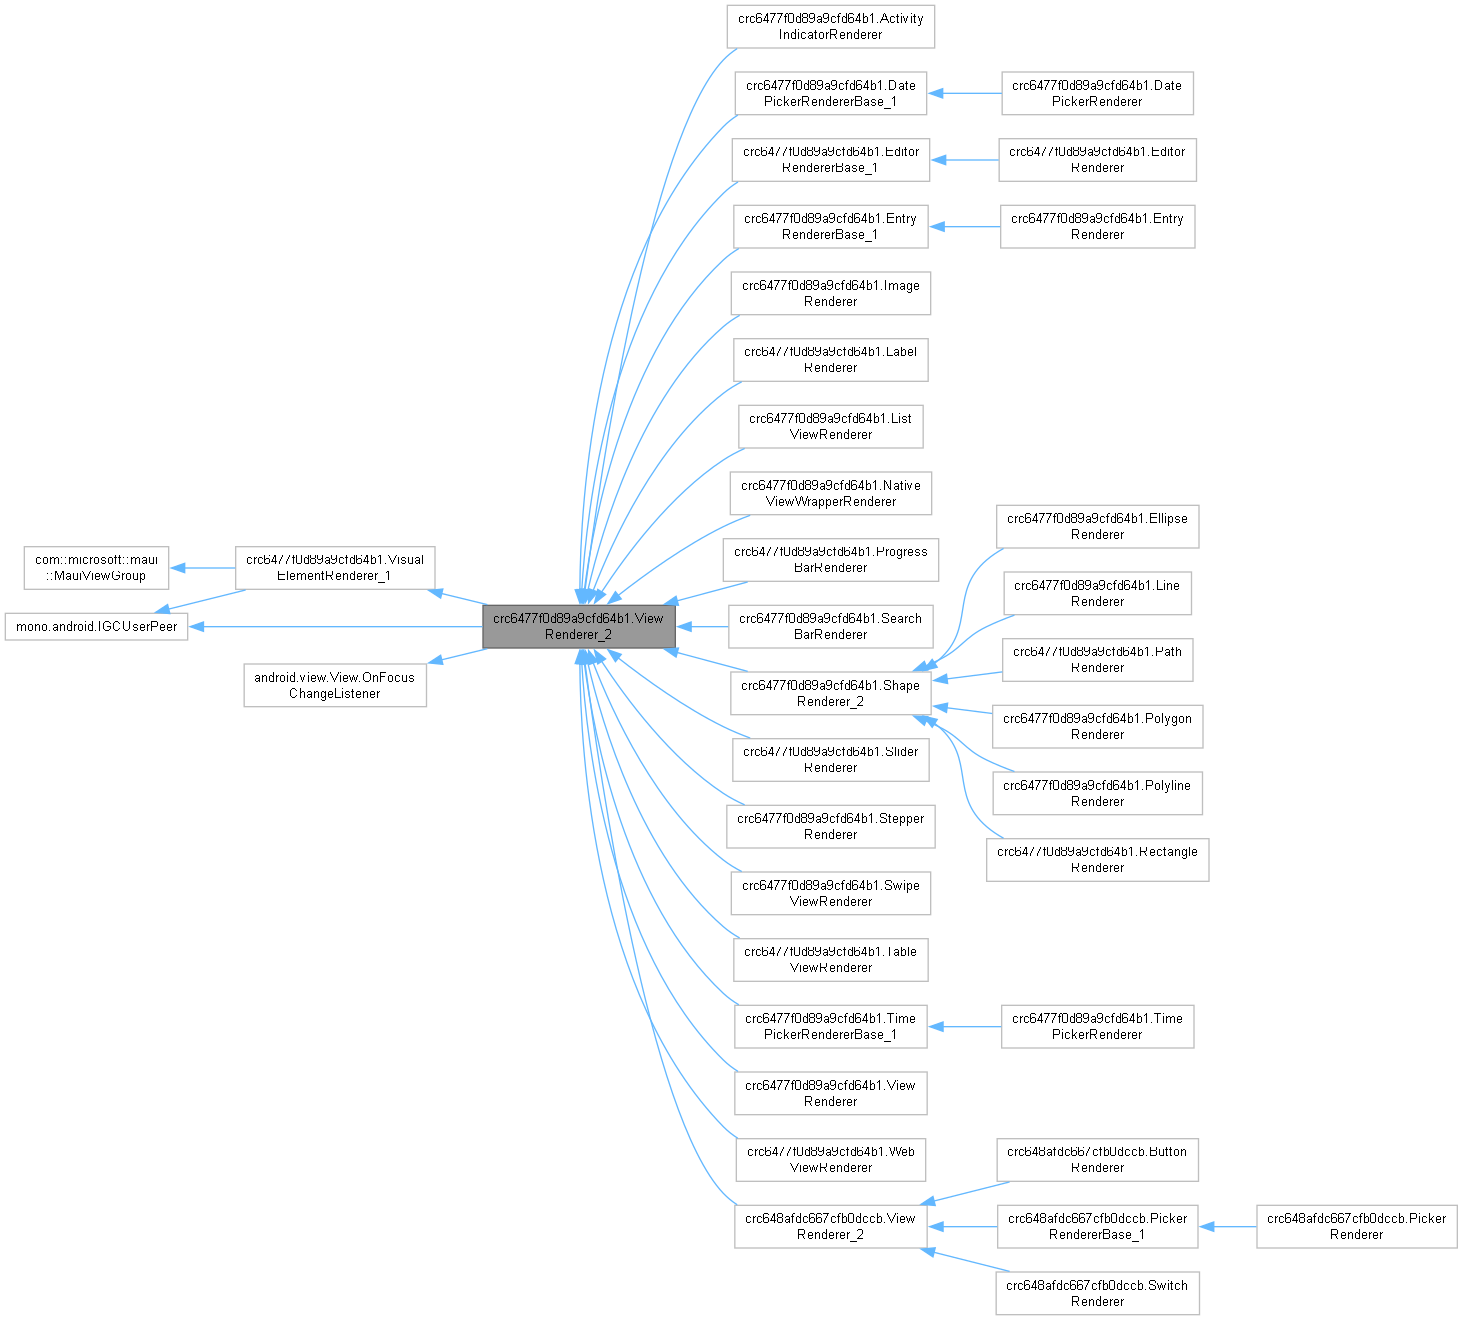 crc6477f0d89a9cfd64b1.Activity
IndicatorRenderer
crc6477f0d89a9cfd64b1.Date
PickerRendererBase_1
crc6477f0d89a9cfd64b1.Date
PickerRenderer
crc6477f0d89a9cfd64b1.Editor
RendererBase_1
crc6477f0d89a9cfd64b1.Editor
Renderer
crc6477f0d89a9cfd64b1.Entry
RendererBase_1
crc6477f0d89a9cfd64b1.Entry
Renderer
crc6477f0d89a9cfd64b1.Image
Renderer
crc6477f0d89a9cfd64b1.Label
Renderer
crc6477f0d89a9cfd64b1.List
ViewRenderer
crc6477f0d89a9cfd64b1.Native
ViewWrapperRenderer
crc6477f0d89a9cfd64b1.Ellipse
Renderer
com::microsoft::maui
::MauiViewGroup
crc6477f0d89a9cfd64b1.Visual
ElementRenderer_1
crc6477f0d89a9cfd64b1.Progress
BarRenderer
crc6477f0d89a9cfd64b1.Line
Renderer
mono.android.IGCUserPeer
crc6477f0d89a9cfd64b1.View
Renderer_2
crc6477f0d89a9cfd64b1.Search
BarRenderer
crc6477f0d89a9cfd64b1.Path
Renderer
android.view.View.OnFocus
ChangeListener
crc6477f0d89a9cfd64b1.Shape
Renderer_2
crc6477f0d89a9cfd64b1.Polygon
Renderer
crc6477f0d89a9cfd64b1.Slider
Renderer
crc6477f0d89a9cfd64b1.Polyline
Renderer
crc6477f0d89a9cfd64b1.Stepper
Renderer
crc6477f0d89a9cfd64b1.Rectangle
Renderer
crc6477f0d89a9cfd64b1.Swipe
ViewRenderer
crc6477f0d89a9cfd64b1.Table
ViewRenderer
crc6477f0d89a9cfd64b1.Time
PickerRendererBase_1
crc6477f0d89a9cfd64b1.Time
PickerRenderer
crc6477f0d89a9cfd64b1.View
Renderer
crc6477f0d89a9cfd64b1.Web
ViewRenderer
crc648afdc667cfb0dccb.Button
Renderer
crc648afdc667cfb0dccb.View
Renderer_2
crc648afdc667cfb0dccb.Picker
RendererBase_1
crc648afdc667cfb0dccb.Picker
Renderer
crc648afdc667cfb0dccb.Switch
Renderer